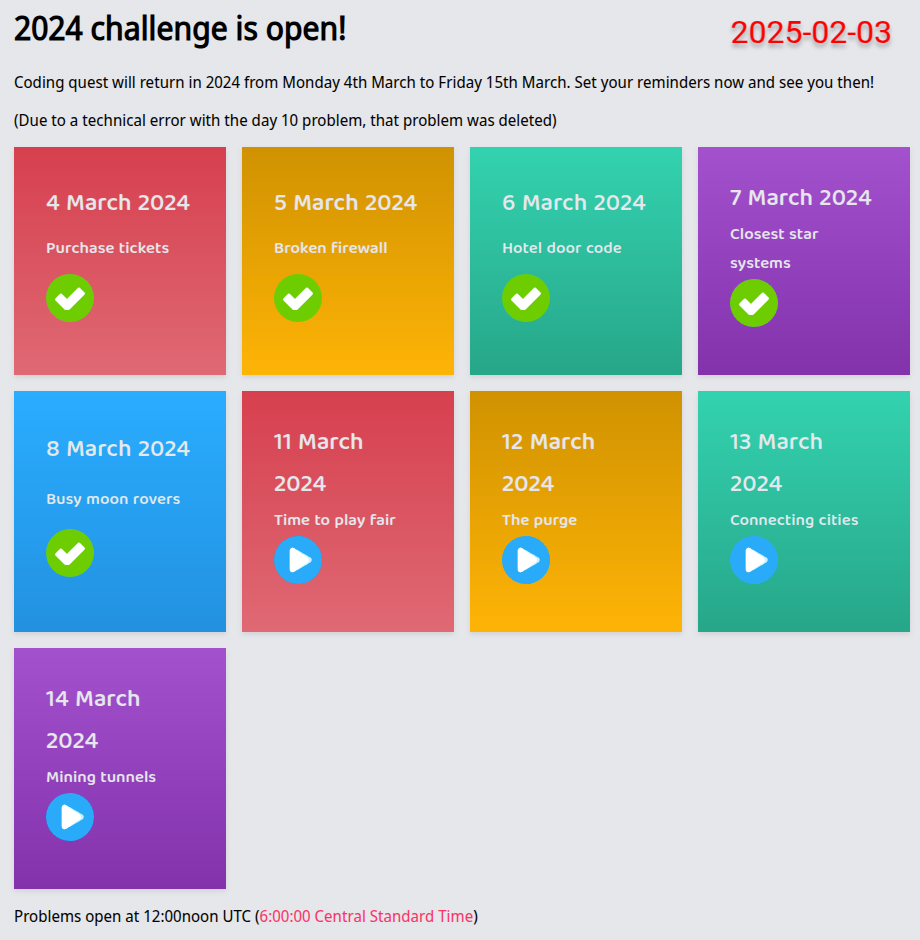 2024 challenge is open!
2025-02-03
Coding quest will return in 2024 from Monday 4th March to Friday 15th March. Set your reminders now and see you then!
(Due to a technical error with the day 10 problem, that problem was deleted)
4 March 2024
Purchase tickets
5 March 2024
Broken firewall
6 March 2024
Hotel door code
7 March 2024
Closest star
systems
8 March 2024
Busy moon rovers
11 March
2024
Time to play fair
12 March
2024
The purge
13 March
2024
Connecting cities
14 March
2024
Mining tunnels
Problems open at 12:00noon UTC (6:00:00 Central Standard Time)